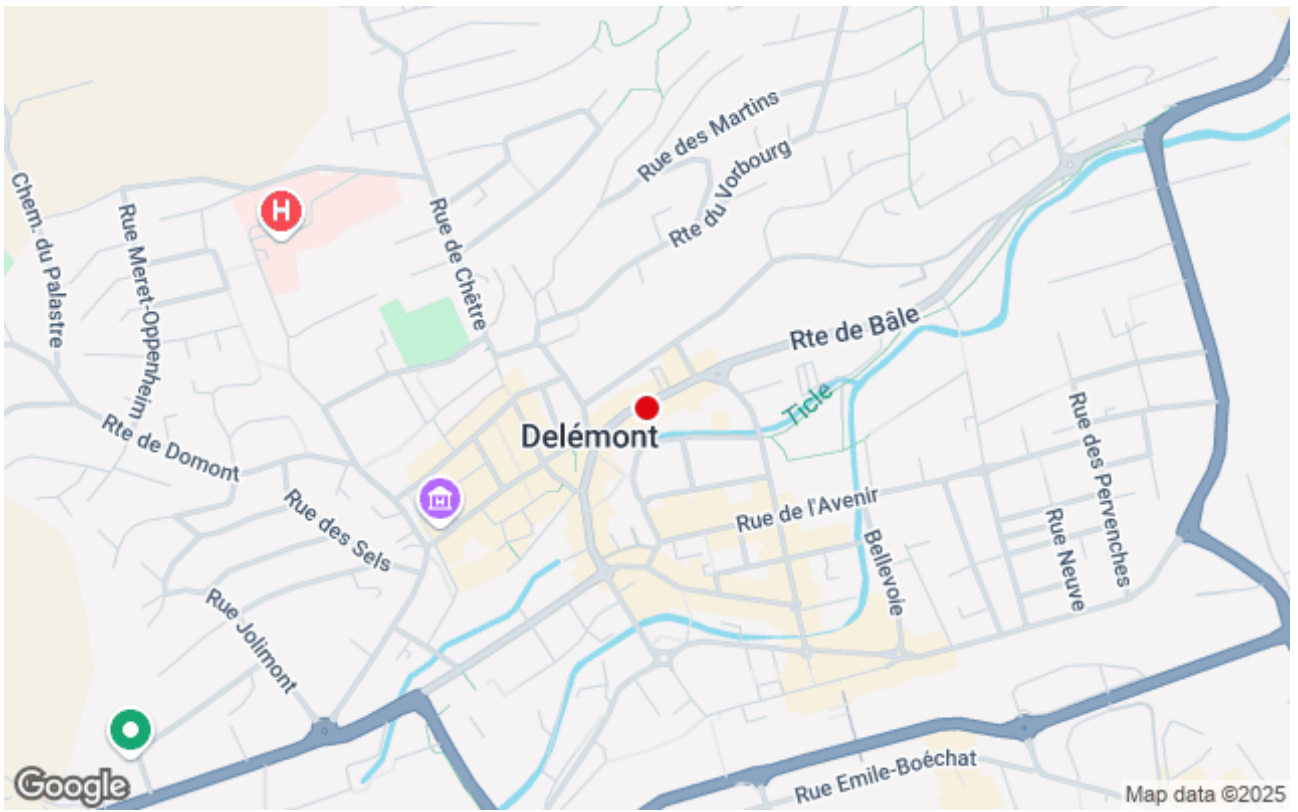 Rue des Martins
Rte du Vorbourg
H
Chem. du Palastre
Rue Meret-Oppenheim
Rue de Chêtre
Rte de Bâle
Ticle
Delémont
Rte de Domont
Rue des Sels
Rue de l'Avenir
Rue des Pervenches
Rue Neuve
Bellevoie
H
Rue Jolimont
Rue Emile-Boéchat
Google
Map data ©2025